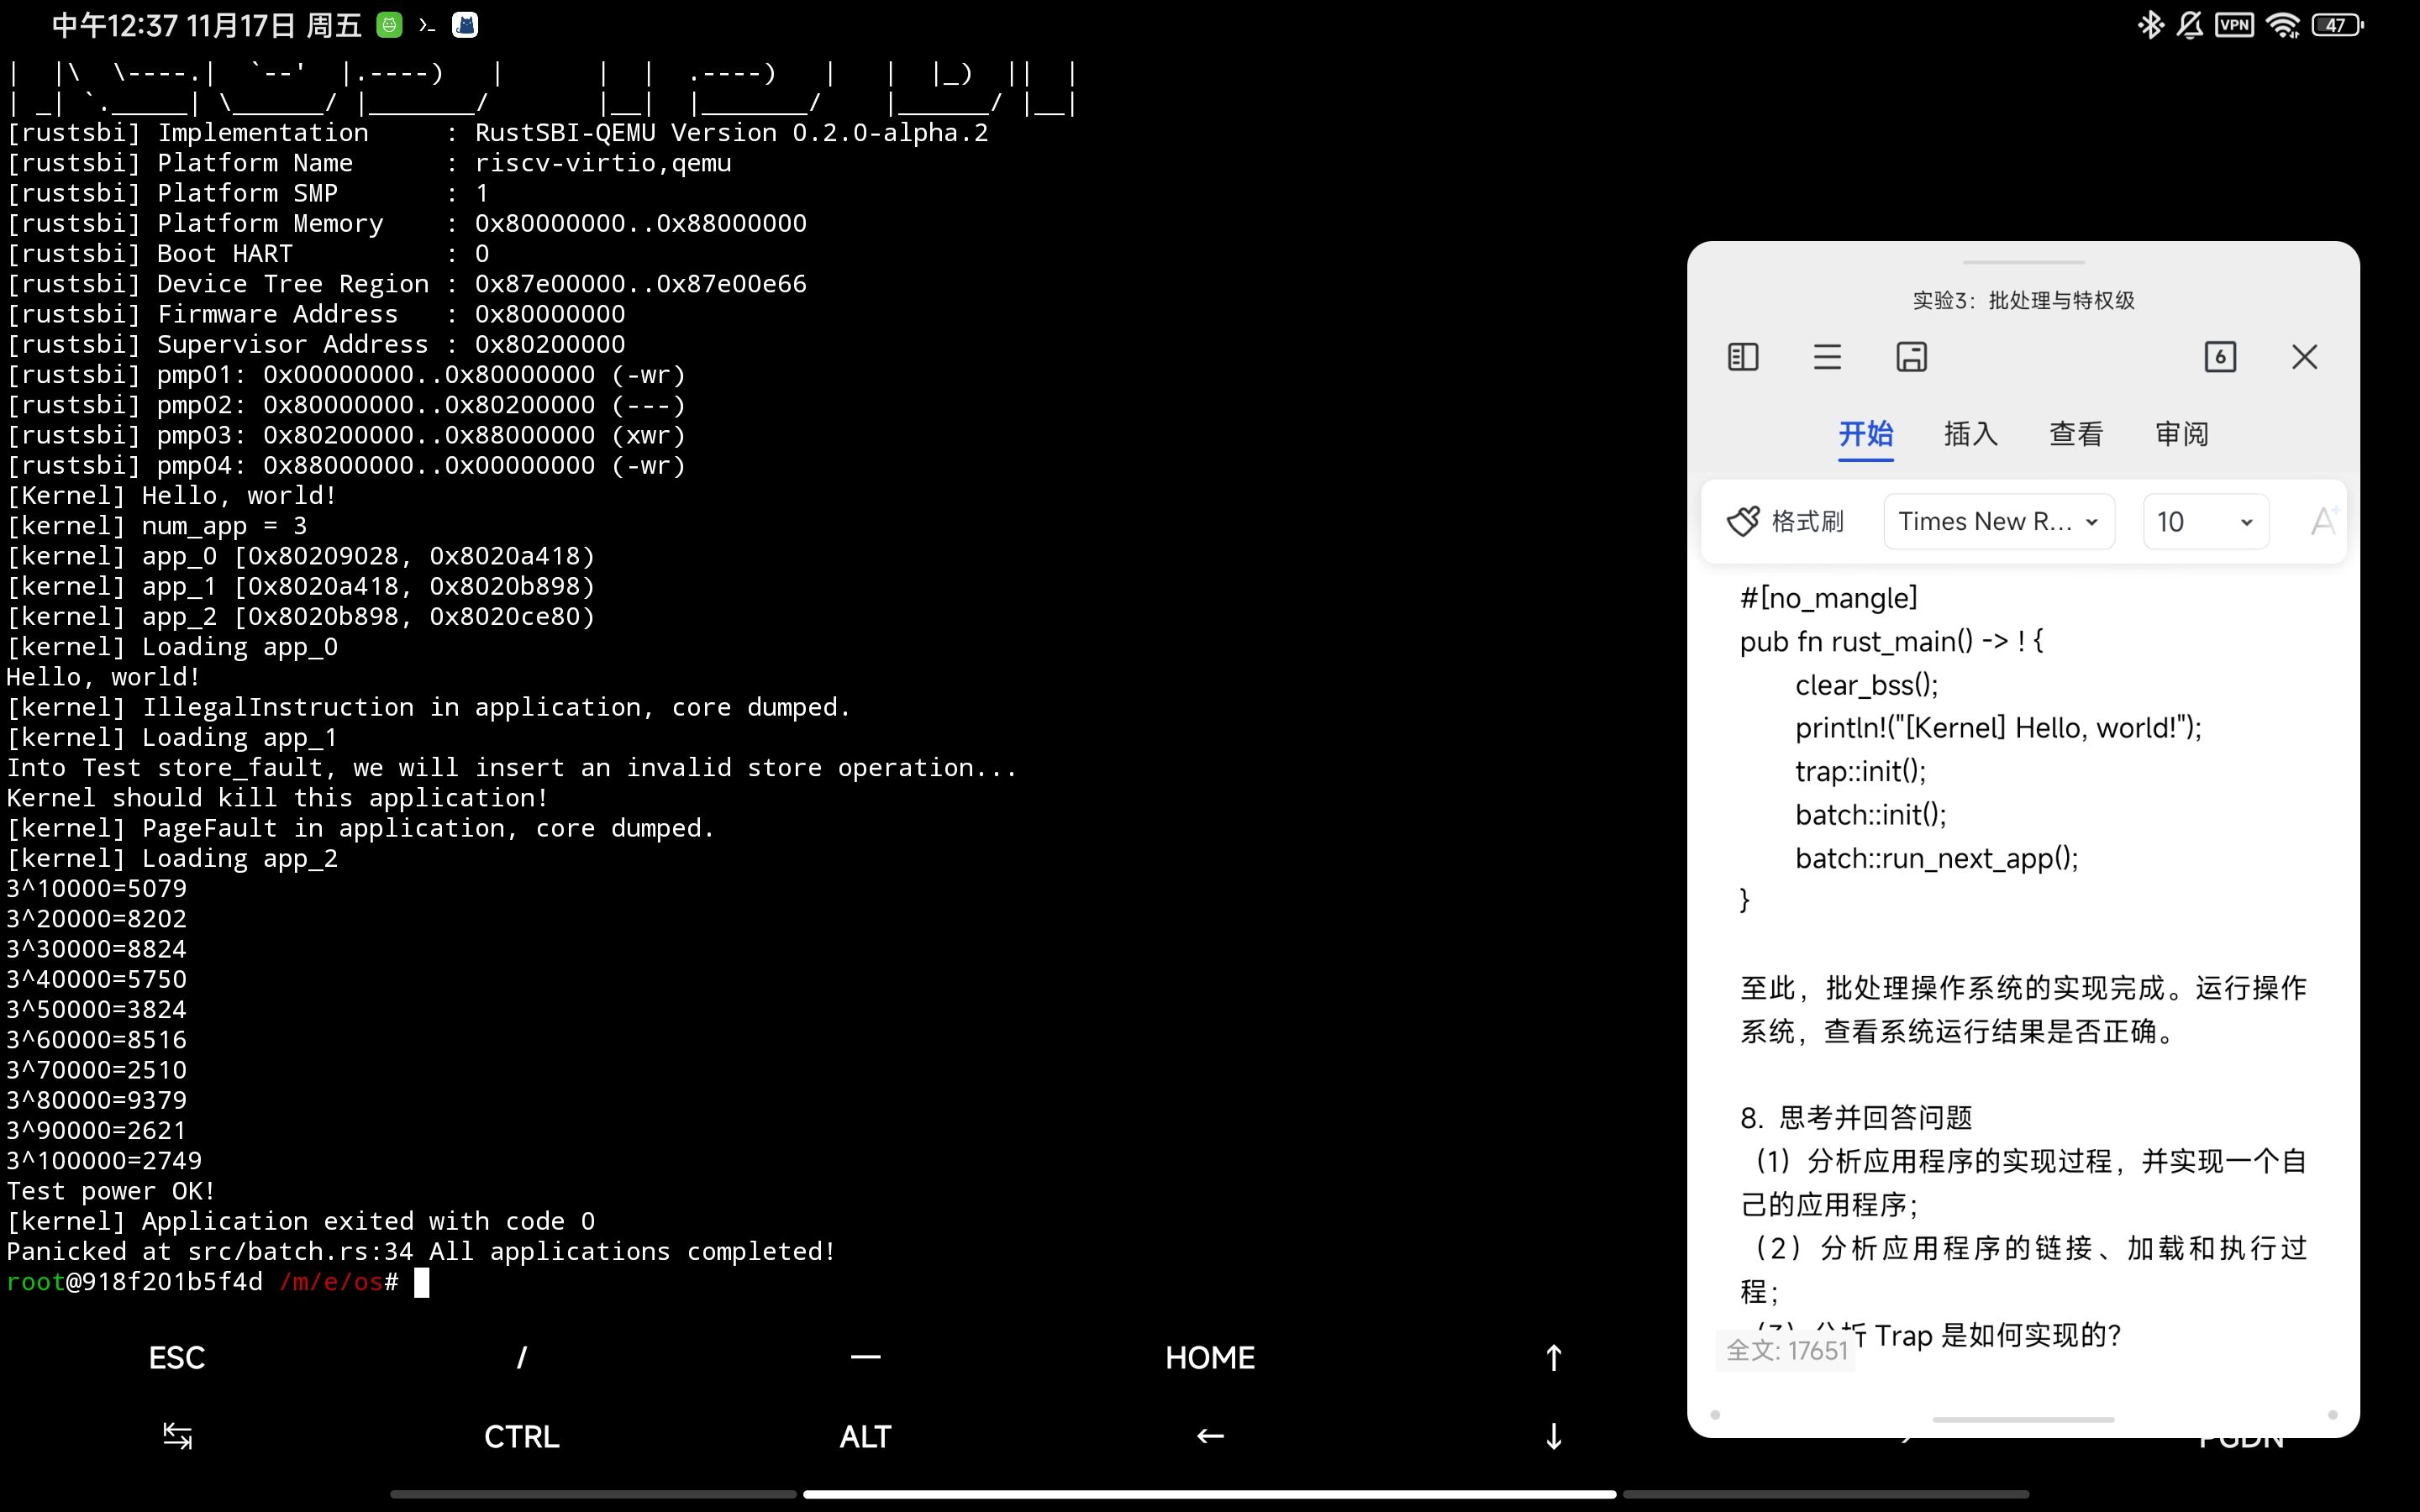 中午12:37 11月17日 周五
VPN
47
[rustsbi] Implementation     : RustSBI-QEMU Version 0.2.0-alpha.2
[rustsbi] Platform Name      : riscv-virtio,qemu
[rustsbi] Platform SMP       : 1
[rustsbi] Platform Memory    : 0x80000000..0x88000000
[rustsbi] Boot HART          : 0
[rustsbi] Device Tree Region : 0x87e00000..0x87e00e66
[rustsbi] Firmware Address   : 0x80000000
[rustsbi] Supervisor Address : 0x80200000
[rustsbi] pmp01: 0x00000000..0x80000000 (-wr)
[rustsbi] pmp02: 0x80000000..0x80200000 (---)
[rustsbi] pmp03: 0x80200000..0x88000000 (xwr)
[rustsbi] pmp04: 0x88000000..0x00000000 (-wr)
[Kernel] Hello, world!
[kernel] num_app = 3
[kernel] app_0 [0x80209028, 0x8020a418)
[kernel] app_1 [0x8020a418, 0x8020b898)
[kernel] app_2 [0x8020b898, 0x8020ce80)
[kernel] Loading app_0
Hello, world!
[kernel] IllegalInstruction in application, core dumped.
[kernel] Loading app_1
Into Test store_fault, we will insert an invalid store operation...
Kernel should kill this application!
[kernel] PageFault in application, core dumped.
[kernel] Loading app_2
3^10000=5079
3^20000=8202
3^30000=8824
3^40000=5750
3^50000=3824
3^60000=8516
3^70000=2510
3^80000=9379
3^90000=2621
3^100000=2749
Test power OK!
[kernel] Application exited with code 0
Panicked at src/batch.rs:34 All applications completed!
root@918f201b5f4d /m/e/os#
ESC / — HOME ↑
↹ CTRL ALT ← ↓ PGDN
实验3：批处理与特权级
6
开始 插入 查看 审阅
格式刷 Times New R... 10 A+
#[no_mangle]
pub fn rust_main() -> ! {
clear_bss();
println!("[Kernel] Hello, world!");
trap::init();
batch::init();
batch::run_next_app();
}
至此，批处理操作系统的实现完成。运行操作
系统，查看系统运行结果是否正确。
8. 思考并回答问题
（1）分析应用程序的实现过程，并实现一个自
己的应用程序；
（2）分析应用程序的链接、加载和执行过
程；
（3）分析 Trap 是如何实现的？
全文: 17651